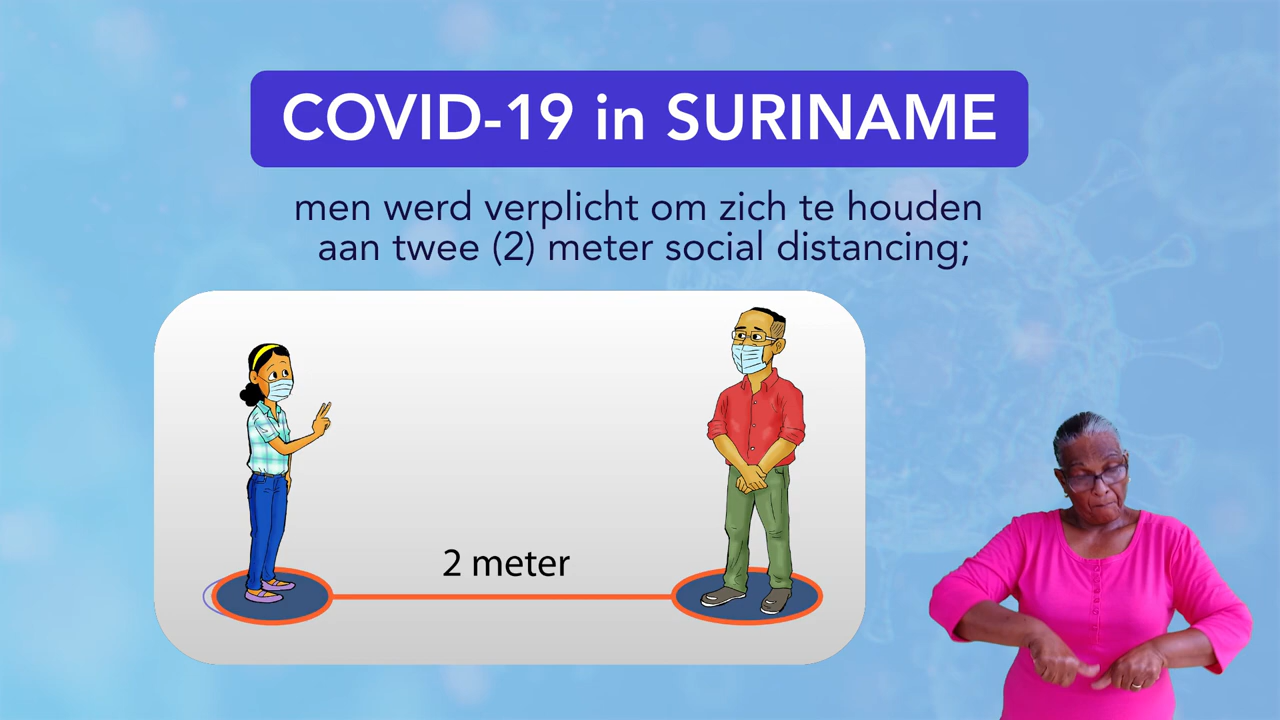 COVID-19 in SURINAME
men werd verplicht om zich te houden
aan twee (2) meter social distancing;
2 meter